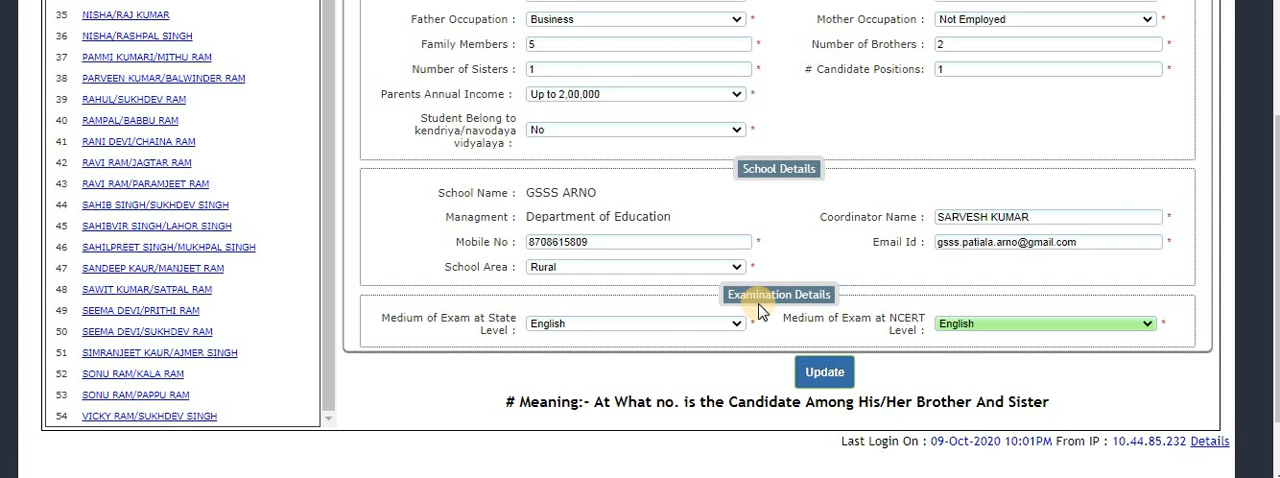 35 NISHA/RAJ KUMAR
36 NISHA/RASHPAL SINGH
37 PAMMI KUMARI/MITHU RAM
38 PARVEEN KUMAR/BALWINDER RAM
39 RAHUL/SUKHDEV RAM
40 RAMPAL/BABBU RAM
41 RANI DEVI/CHAINA RAM
42 RAVI RAM/JAGTAR RAM
43 RAVI RAM/PARAMJEET RAM
44 SAHIB SINGH/SUKHDEV SINGH
45 SAHIBVIR SINGH/LAHOR SINGH
46 SAHILPREET SINGH/MUKHPAL SINGH
47 SANDEEP KAUR/MANJEET RAM
48 SAWIT KUMAR/SATPAL RAM
49 SEEMA DEVI/PRITHI RAM
50 SEEMA DEVI/SUKHDEV RAM
51 SIMRANJEET KAUR/AJMER SINGH
52 SONU RAM/KALA RAM
53 SONU RAM/PAPPU RAM
54 VICKY RAM/SUKHDEV SINGH
Father Occupation : Business * Mother Occupation : Not Employed *
Family Members : 5 * Number of Brothers : 2 *
Number of Sisters : 1 * # Candidate Positions: 1 *
Parents Annual Income : Up to 2,00,000 *
Student Belong to
kendriya/navodaya No *
vidyalaya :
School Details
School Name : GSSS ARNO
Managment : Department of Education Coordinator Name : SARVESH KUMAR *
Mobile No : 8708615809 * Email Id : gsss.patiala.arno@gmail.com *
School Area : Rural *
Examination Details
Medium of Exam at State English * Medium of Exam at NCERT English *
Level : Level :
Update
# Meaning:- At What no. is the Candidate Among His/Her Brother And Sister
Last Login On : 09-Oct-2020 10:01PM From IP : 10.44.85.232 Details